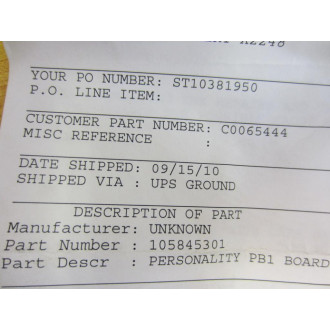 YOUR PO NUMBER: ST10381950
P.O. LINE ITEM:
CUSTOMER PART NUMBER: C0065444
MISC REFERENCE :
DATE SHIPPED: 09/15/10
SHIPPED VIA : UPS GROUND
DESCRIPTION OF PART
Manufacturer: UNKNOWN
Part Number : 105845301
Part Descr : PERSONALITY PB1 BOARD